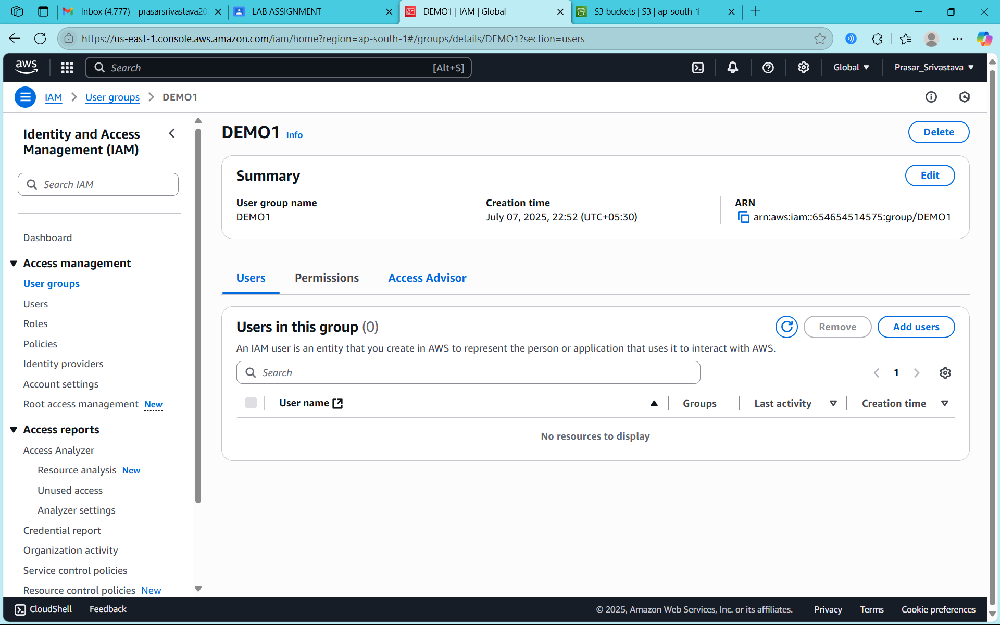 Inbox (4,777) - prasarsrivastava20
LAB ASSIGNMENT
DEMO1 | IAM | Global
S3 buckets | S3 | ap-south-1
https://us-east-1.console.aws.amazon.com/iam/home?region=ap-south-1#/groups/details/DEMO1?section=users
aws
Search
[Alt+S]
Global
Prasar_Srivastava
IAM
User groups
DEMO1
Identity and Access
Management (IAM)
Search IAM
Dashboard
Access management
User groups
Users
Roles
Policies
Identity providers
Account settings
Root access management New
Access reports
Access Analyzer
Resource analysis New
Unused access
Analyzer settings
Credential report
Organization activity
Service control policies
Resource control policies New
DEMO1 Info
Delete
Summary
Edit
User group name
DEMO1
Creation time
July 07, 2025, 22:52 (UTC+05:30)
ARN
arn:aws:iam::654654514575:group/DEMO1
Users
Permissions
Access Advisor
Users in this group (0)
Remove
Add users
An IAM user is an entity that you create in AWS to represent the person or application that uses it to interact with AWS.
Search
1
User name
Groups
Last activity
Creation time
No resources to display
CloudShell
Feedback
© 2025, Amazon Web Services, Inc. or its affiliates.
Privacy
Terms
Cookie preferences